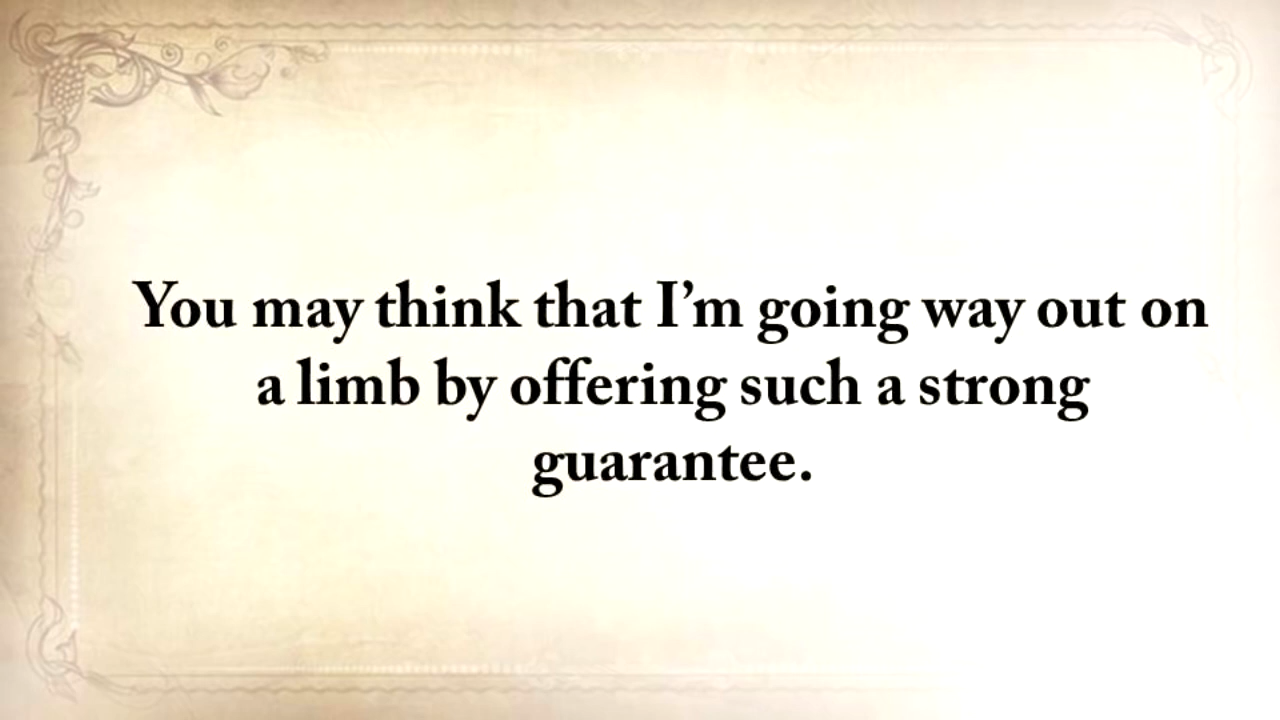 You may think that I’m going way out on
a limb by offering such a strong
guarantee.